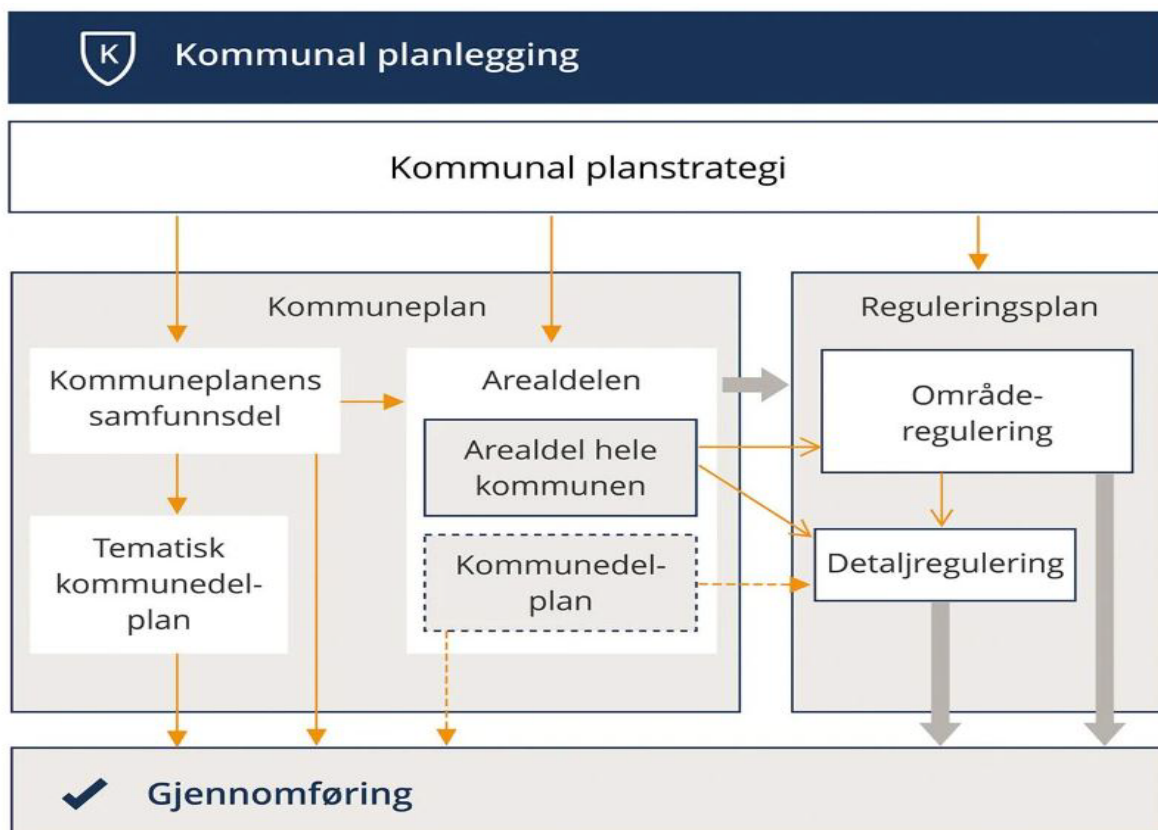 K
Kommunal planlegging
Kommunal planstrategi
Kommuneplan
Kommuneplanens
samfunnsdel
Tematisk
kommunedel-
plan
Arealdelen
Arealdel hele
kommunen
Kommunedel-
plan
Reguleringsplan
Område-
regulering
Detaljregulering
Gjennomføring